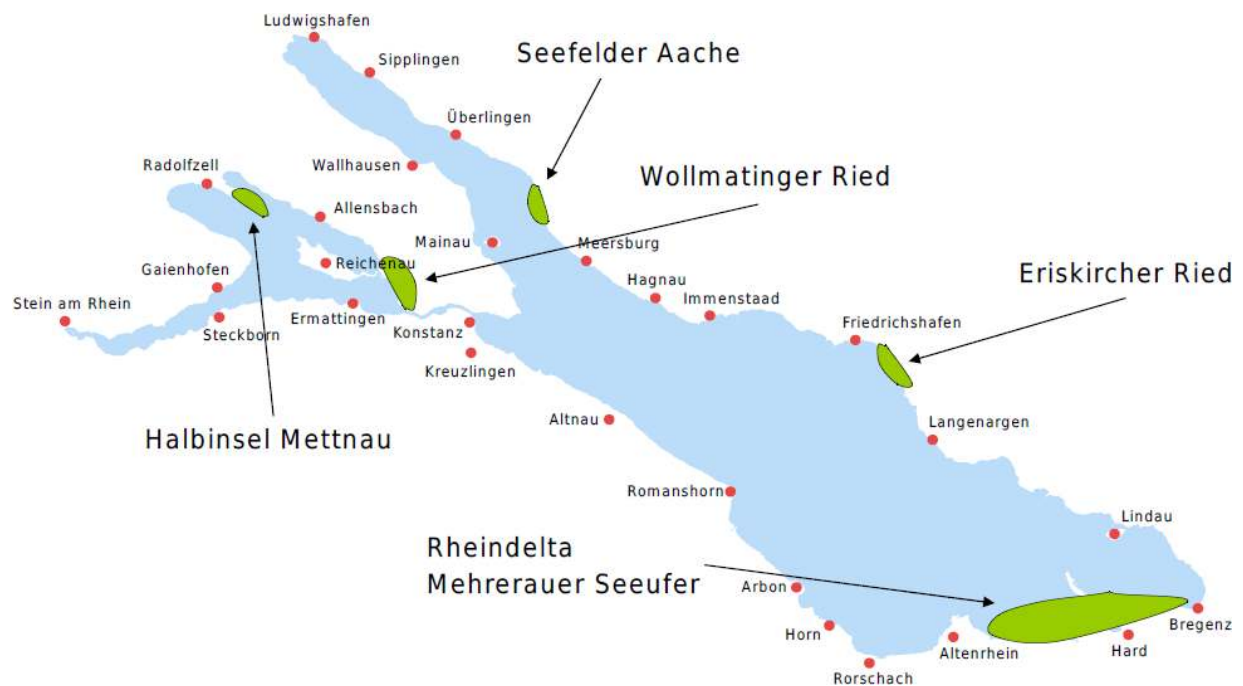 Ludwigshafen
Sipplingen
Seefelder Aache
Überlingen
Wallhausen
Wollmatinger Ried
Radolfzell
Allensbach
Mainau
Meersburg
Reichenau
Gaienhofen
Hagnau
Eriskircher Ried
Immenstaad
Stein am Rhein
Ermattingen
Friedrichshafen
Steckborn
Konstanz
Kreuzlingen
Halbinsel Mettnau
Altnau
Langenargen
Romanshorn
Lindau
Rheindelta
Mehrerauer Seeufer
Arbon
Bregenz
Horn
Altenrhein
Hard
Rorschach